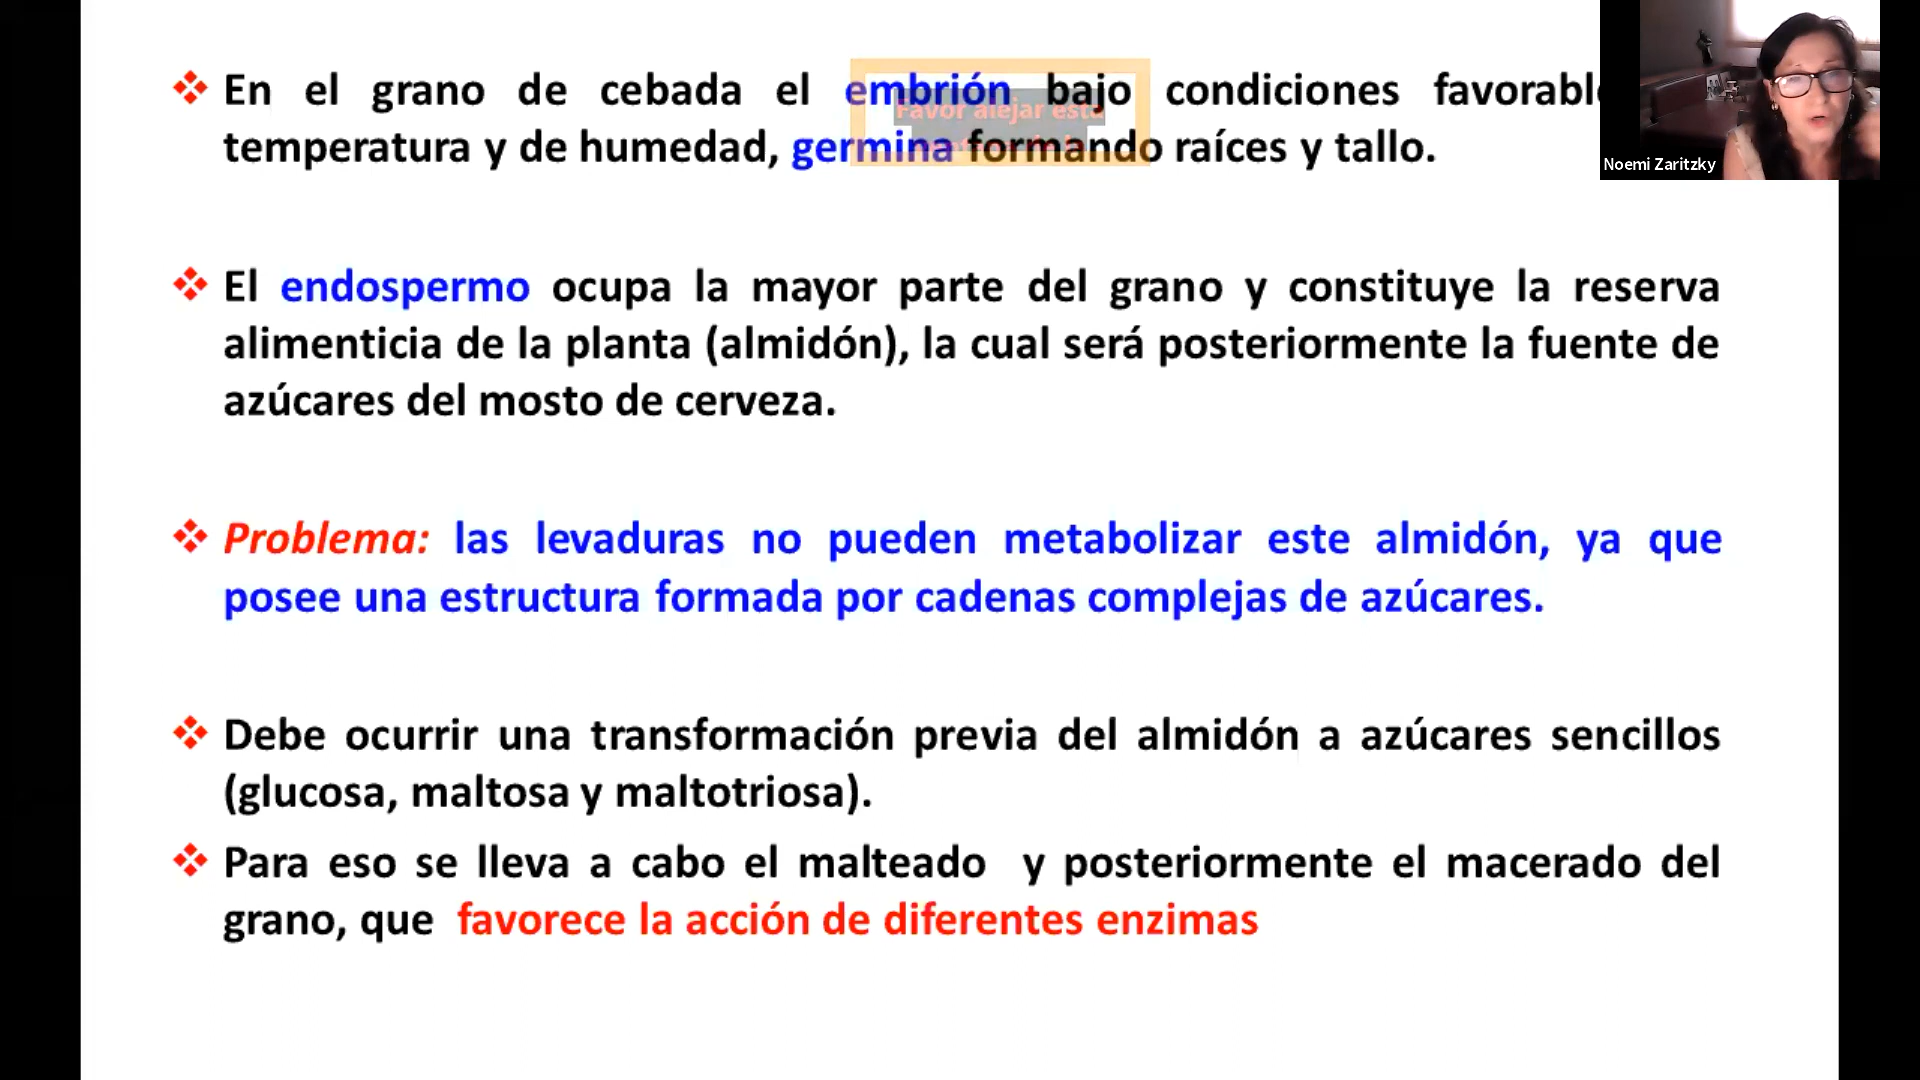 En el grano de cebada el embrión bajo condiciones
temperatura y de humedad, germina formando raíces y tallo.
El endospermo ocupa la mayor parte del grano y constituye la reserva
alimenticia de la planta (almidón), la cual será posteriormente la fuente de
azúcares del mosto de cerveza.
Problema: las levaduras no pueden metabolizar este almidón, ya que
posee una estructura formada por cadenas complejas de azúcares.
Debe ocurrir una transformación previa del almidón a azúcares sencillos
(glucosa, maltosa y maltotriosa).
Para eso se lleva a cabo el malteado y posteriormente el macerado del
grano, que favorece la acción de diferentes enzimas
Favor alejar esta
Noemi Zaritzky